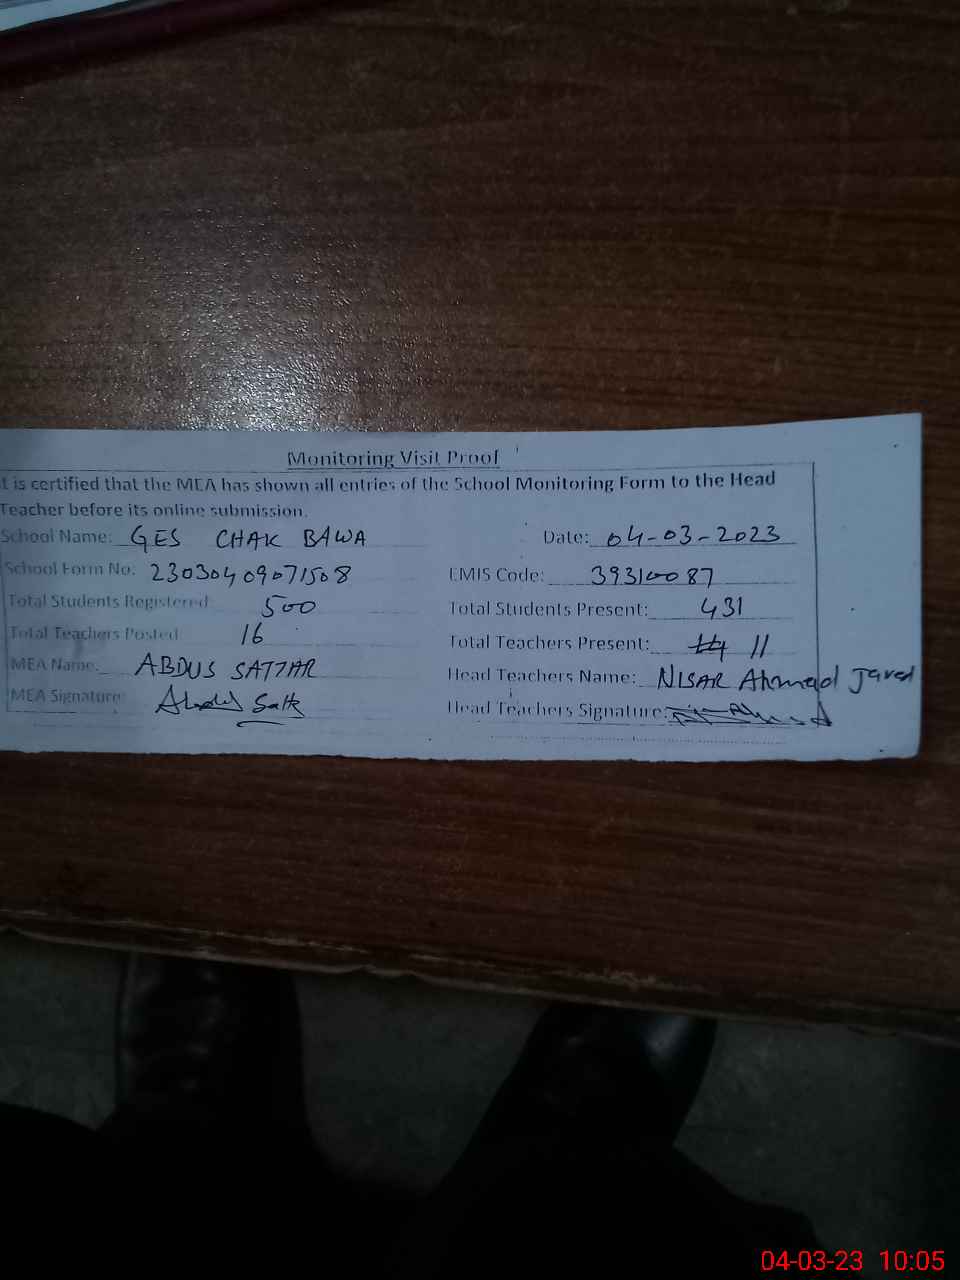 Monitoring Visit Proof
t is certified that the MEA has shown all entries of the School Monitoring Form to the Head
Teacher before its online submission.
School Name: GES CHAK BAWA Date: 04-03-2023
School Form No: 23030409071508 EMIS Code: 39310087
Total Students Registered: 500 Total Students Present: 431
Total Teachers Posted 16 Total Teachers Present: 11
MEA Name: ABDUS SATTAR Head Teachers Name: NISAR Ahmad Javed
MEA Signature: Head Teachers Signature:
04-03-23 10:05